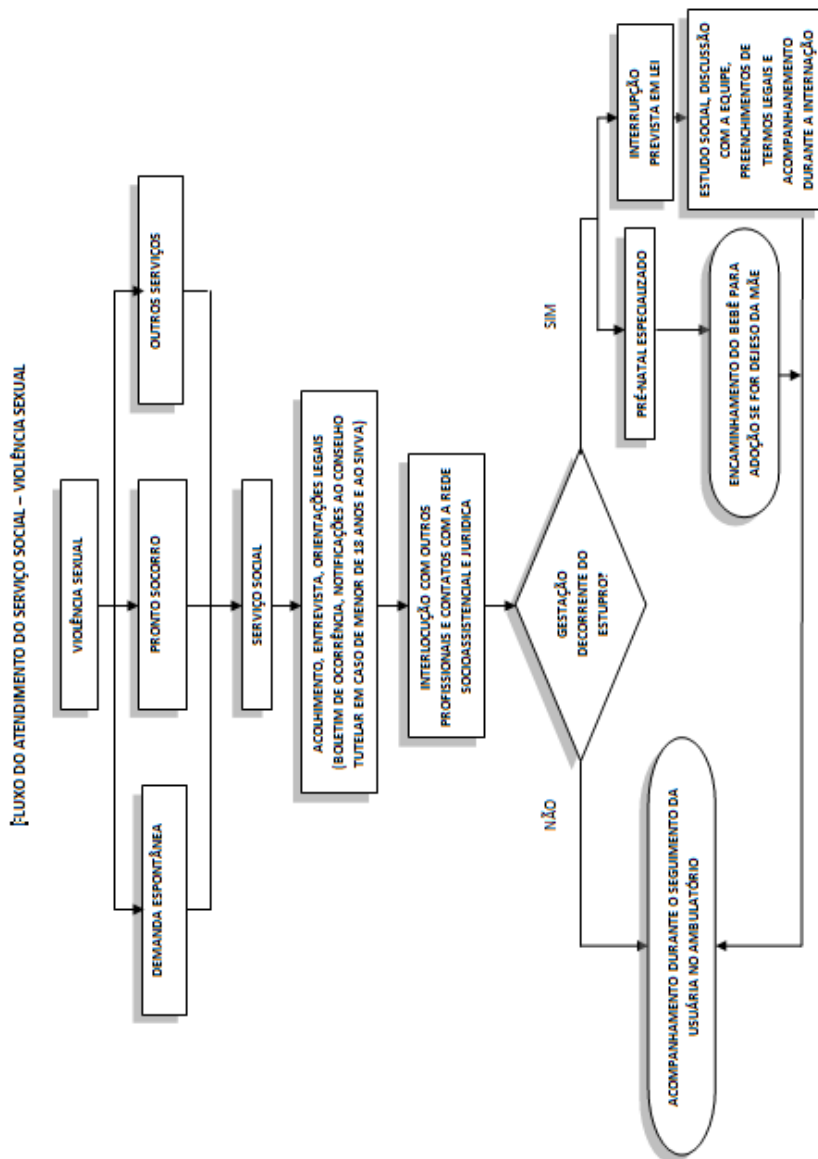 FLUXO DO ATENDIMENTO DO SERVIÇO SOCIAL – VIOLÊNCIA SEXUAL
VIOLÊNCIA SEXUAL
DEMANDA ESPONTÂNEA
PRONTO SOCORRO
OUTROS SERVIÇOS
SERVIÇO SOCIAL
ACOLHIMENTO, ENTREVISTA, ORIENTAÇÕES LEGAIS
(BOLETIM DE OCORRÊNCIA, NOTIFICAÇÕES AO CONSELHO
TUTELAR EM CASO DE MENOR DE 18 ANOS E AO SIVVA)
INTERLOCUÇÃO COM OUTROS
PROFISSIONAIS E CONTATOS COM A REDE
SOCIOASSISTENCIAL E JURIDICA
GESTAÇÃO
DECORRENTE DO
ESTUPRO?
NÃO
SIM
ACOMPANHAMENTO DURANTE O SEGUIMENTO DA
USUÁRIA NO AMBULATÓRIO
PRÉ-NATAL ESPECIALIZADO
ENCAMINHAMENTO DO BEBÊ PARA
ADOÇÃO SE FOR DEJESO DA MÃE
INTERRUPÇÃO
PREVISTA EM LEI
ESTUDO SOCIAL, DISCUSSÃO
COM A EQUIPE,
PREENCHIMENTOS DE
TERMOS LEGAIS E
ACOMPANHANEMENTO
DURANTE A INTERNAÇÃO